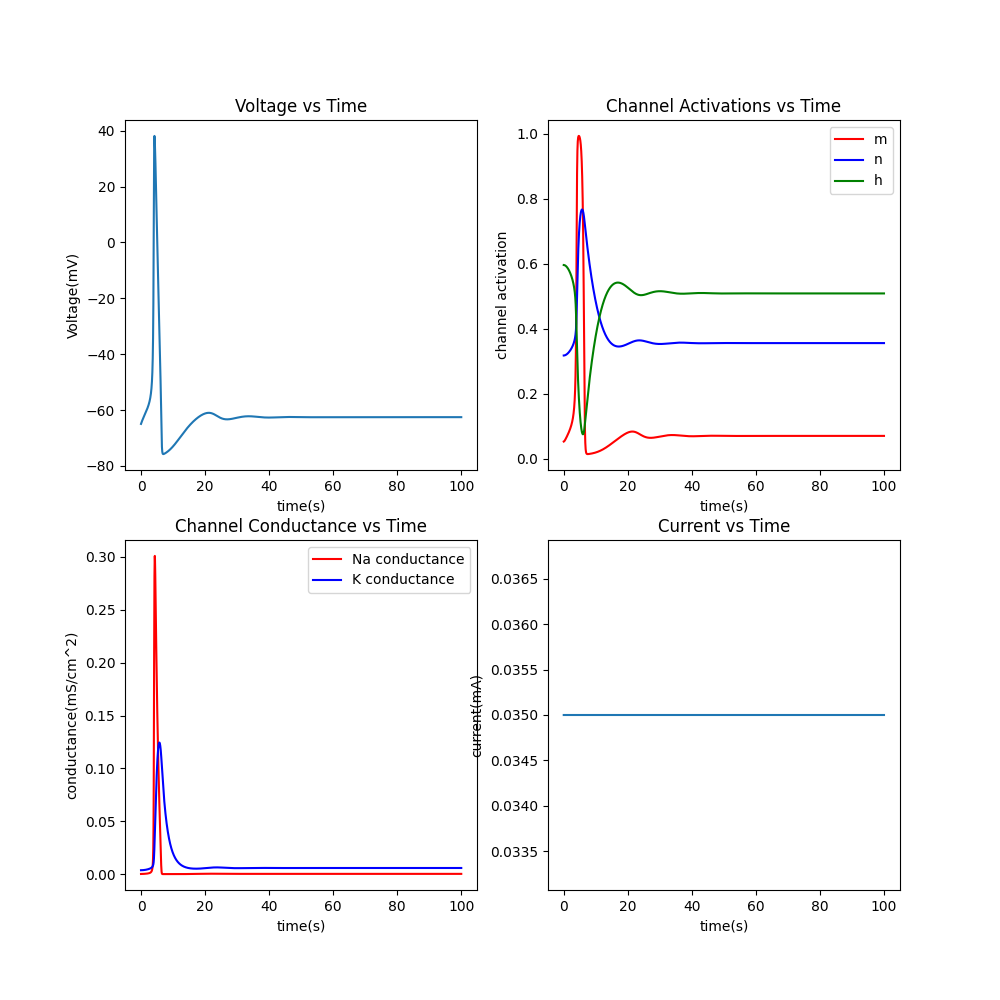 Voltage vs Time
40
20
0
−20
−40
−60
−80
Voltage(mV)
0 20 40 60 80 100
time(s)
Channel Activations vs Time
m
n
h
1.0
0.8
0.6
0.4
0.2
0.0
channel activation
0 20 40 60 80 100
time(s)
Channel Conductance vs Time
Na conductance
K conductance
0.30
0.25
0.20
0.15
0.10
0.05
0.00
conductance(mS/cm^2)
0 20 40 60 80 100
time(s)
Current vs Time
0.0365
0.0360
0.0355
0.0350
0.0345
0.0340
0.0335
current(mA)
0 20 40 60 80 100
time(s)